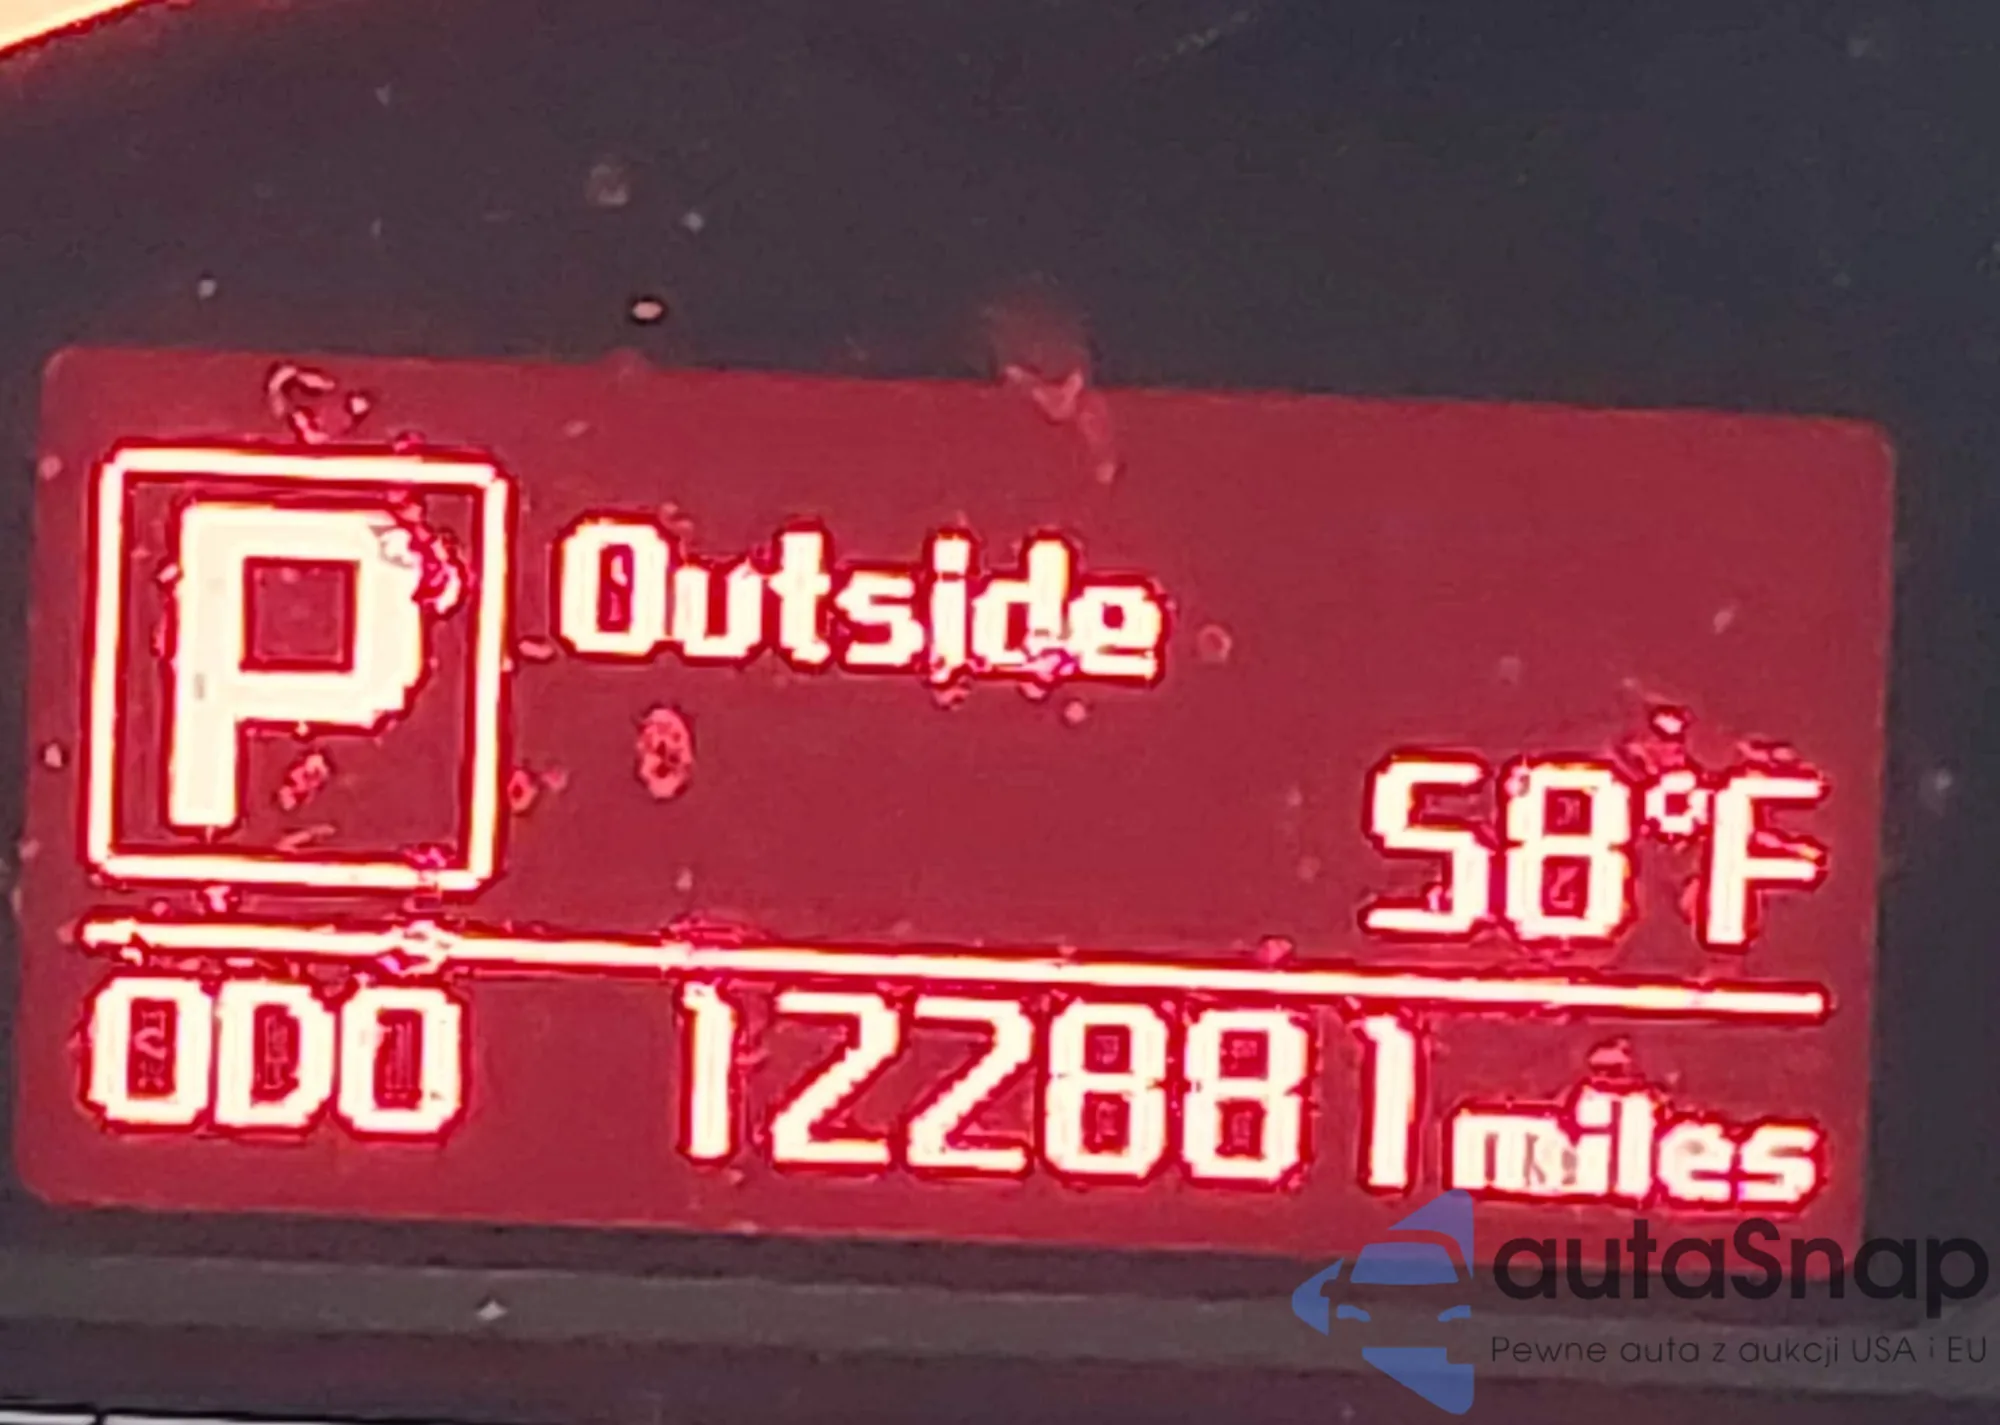 P Outside
58°F
ODO 122881 miles
autaSnap
Pewne auta z aukcji USA i EU